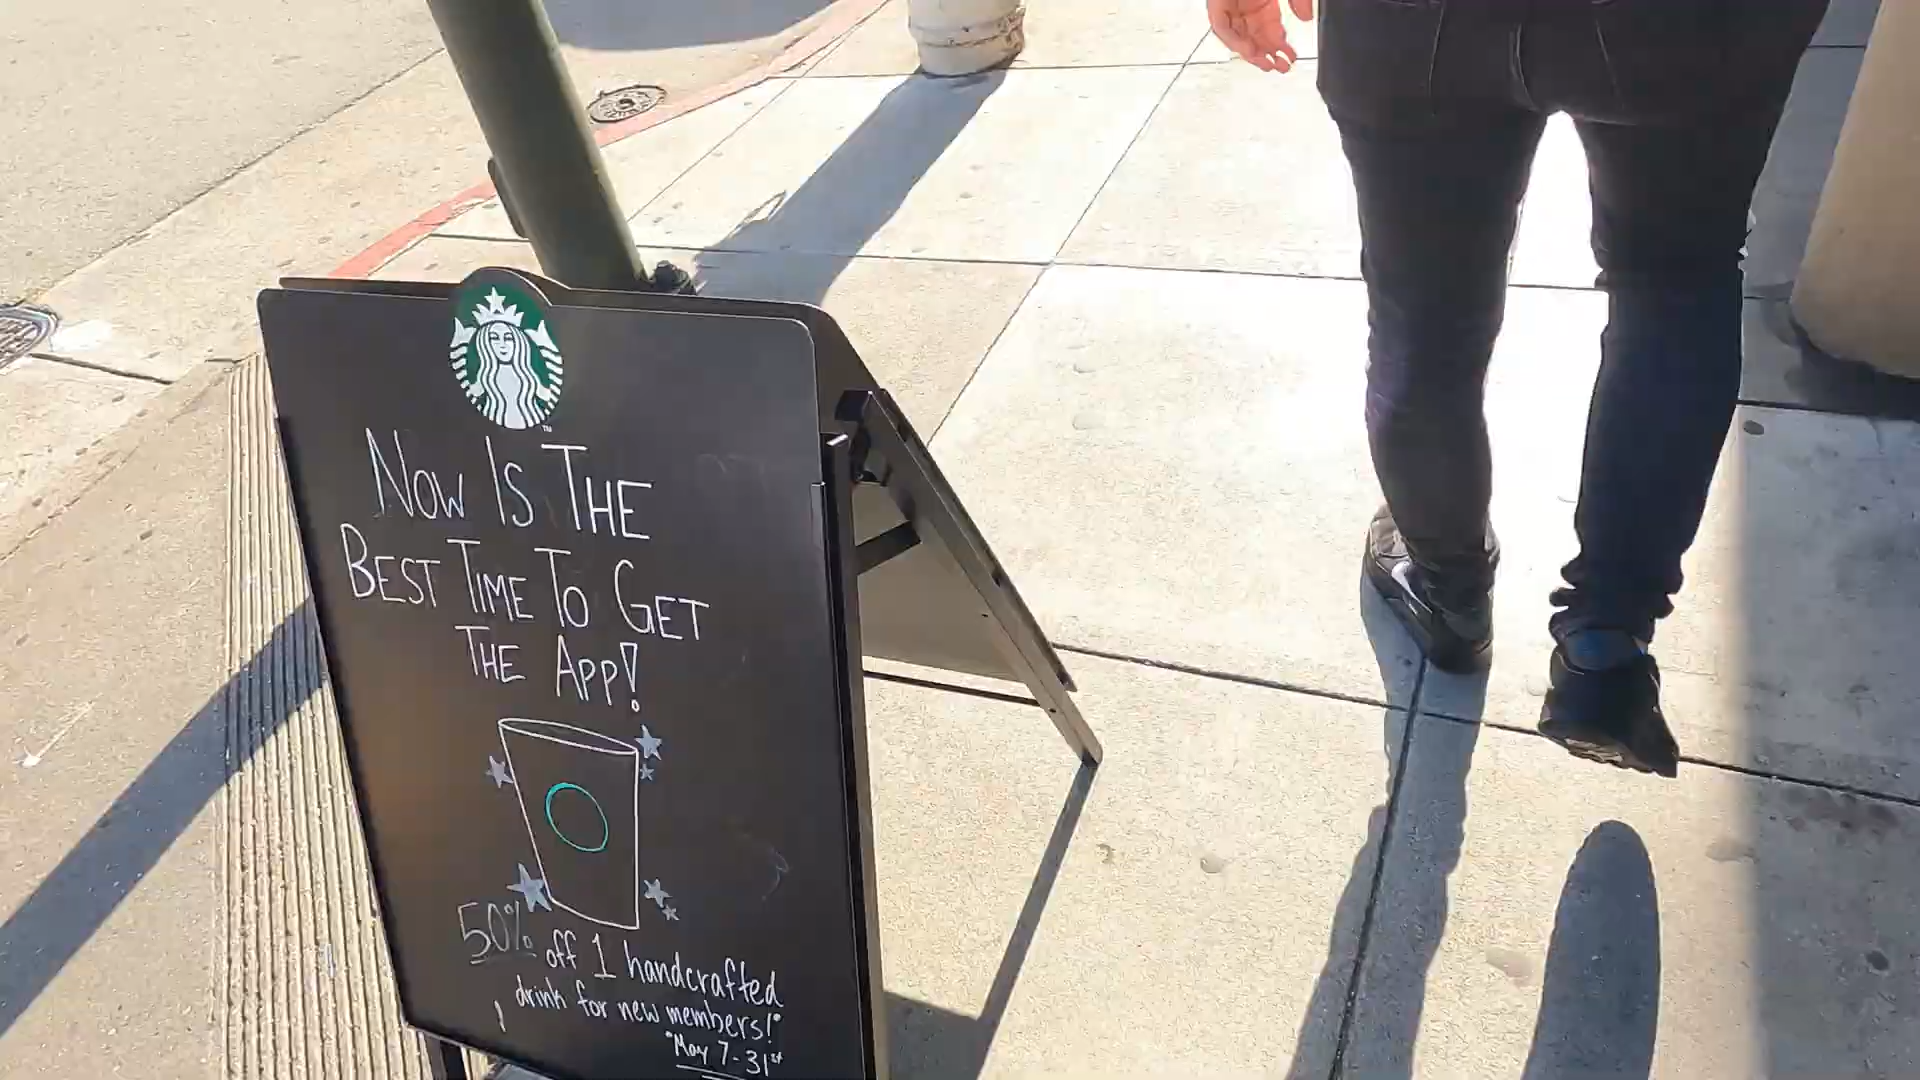 NOW IS THE
BEST TIME TO GET
THE APP!
50% off 1 handcrafted
drink for new members!*
*May 7-31st